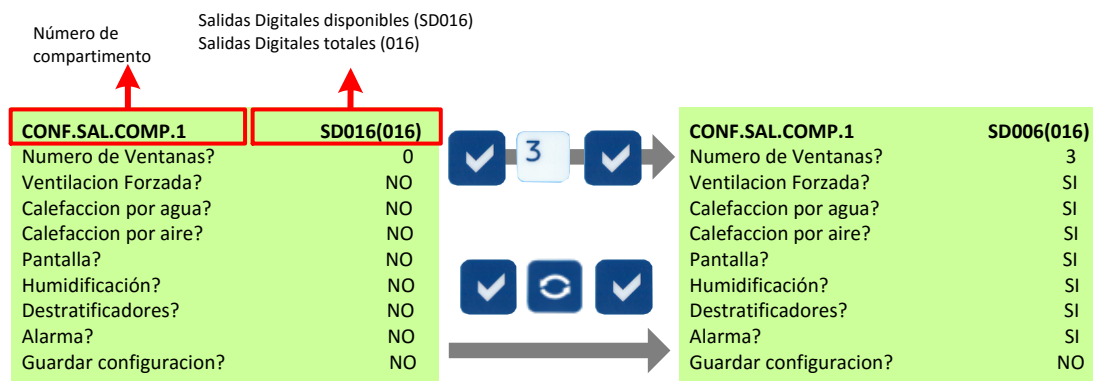 Número de
compartimento
Salidas Digitales disponibles (SD016)
Salidas Digitales totales (016)
CONF.SAL.COMP.1 SD016(016)
Numero de Ventanas? 0
Ventilacion Forzada? NO
Calefaccion por agua? NO
Calefaccion por aire? NO
Pantalla? NO
Humidificación? NO
Destratificadores? NO
Alarma? NO
Guardar configuracion? NO
3
CONF.SAL.COMP.1 SD006(016)
Numero de Ventanas? 3
Ventilacion Forzada? SI
Calefaccion por agua? SI
Calefaccion por aire? SI
Pantalla? SI
Humidificación? SI
Destratificadores? SI
Alarma? SI
Guardar configuracion? NO